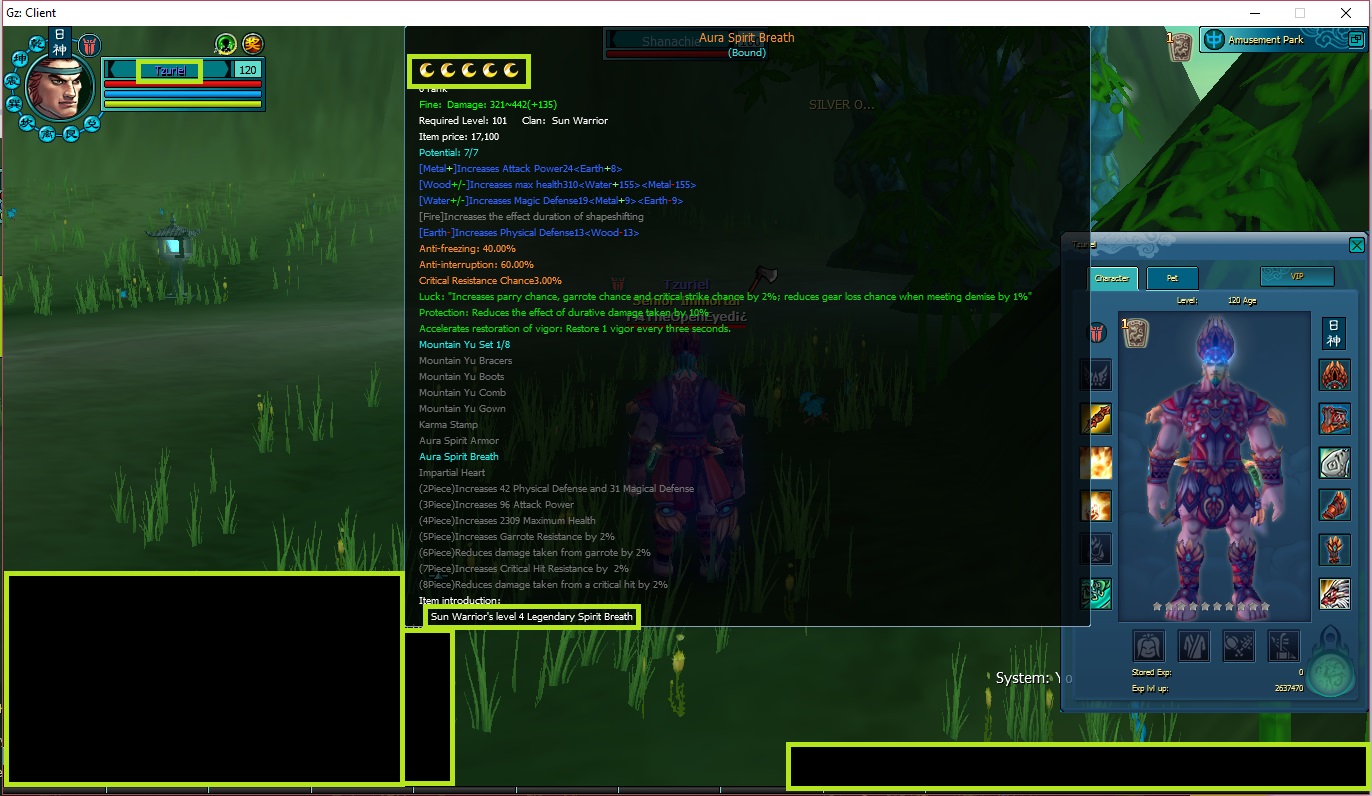 Gz: Client
日
神
奖
Tzuriel
120
Shanachie
Aura Spirit Breath
(Bound)
1
Amusement Park
SILVER O...
Fine: Damage: 321~442(+135)
Required Level: 101 Clan: Sun Warrior
Item price: 17,100
Potential: 7/7
[Metal+]Increases Attack Power24<Earth+8>
[Wood+/-]Increases max health310<Water+155><Metal-155>
[Water+/-]Increases Magic Defense19<Metal+9><Earth-9>
[Fire]Increases the effect duration of shapeshifting
[Earth-]Increases Physical Defense13<Wood-13>
Anti-freezing: 40.00%
Anti-interruption: 60.00%
Critical Resistance Chance3.00%
Luck: "Increases parry chance, garrote chance and critical strike chance by 2%; reduces gear loss chance when meeting demise by 1%"
Protection: Reduces the effect of durative damage taken by 10%
Accelerates restoration of vigor: Restore 1 vigor every three seconds.
Mountain Yu Set 1/8
Mountain Yu Bracers
Mountain Yu Boots
Mountain Yu Comb
Mountain Yu Gown
Karma Stamp
Aura Spirit Armor
Aura Spirit Breath
Impartial Heart
(2Piece)Increases 42 Physical Defense and 31 Magical Defense
(3Piece)Increases 96 Attack Power
(4Piece)Increases 2309 Maximum Health
(5Piece)Increases Garrote Resistance by 2%
(6Piece)Reduces damage taken from garrote by 2%
(7Piece)Increases Critical Hit Resistance by 2%
(8Piece)Reduces damage taken from a critical hit by 2%
Item introduction:
Sun Warrior's level 4 Legendary Spirit Breath
Tzuriel
Senior Immortal
Tzuriel
Character
Pet
VIP
Level: 120 Age
1
日
神
Stored Exp: 0
Exp lvl up: 2637470
System: Yo